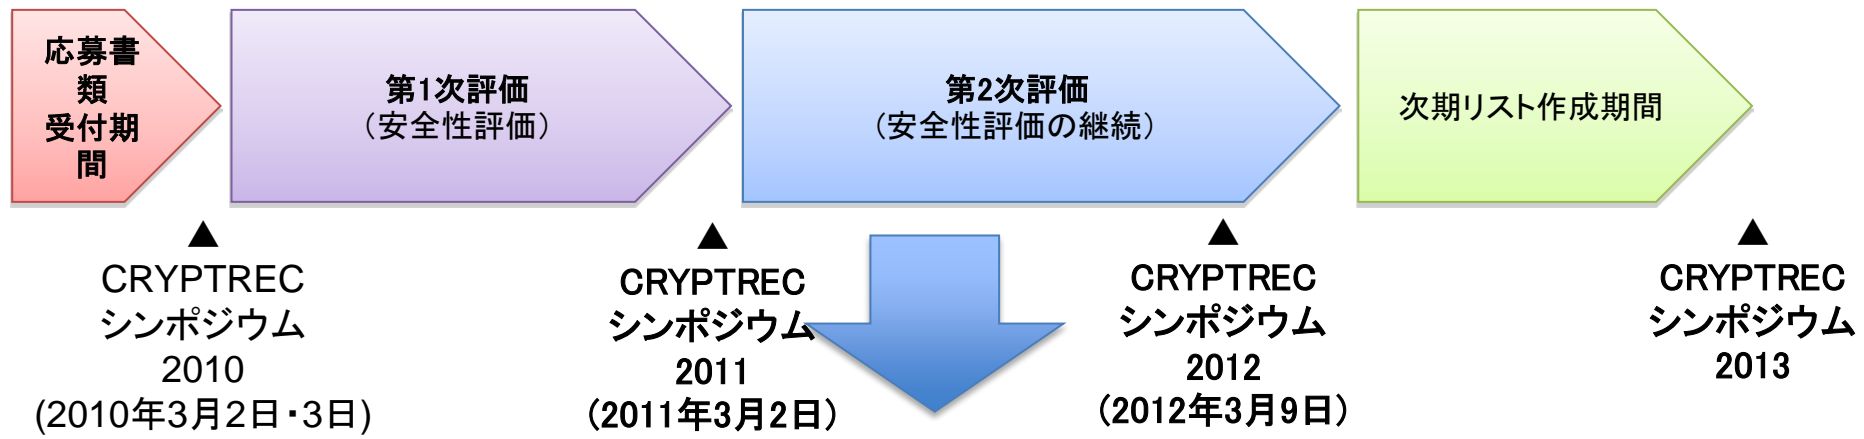 応募書
類
受付期
間
第1次評価
（安全性評価）
第2次評価
（安全性評価の継続）
次期リスト作成期間
▲
CRYPTREC
シンポジウム
2010
(2010年3月2日・3日)
▲
CRYPTREC
シンポジウム
2011
（2011年3月2日）
▲
CRYPTREC
シンポジウム
2012
（2012年3月9日）
▲
CRYPTREC
シンポジウム
2013